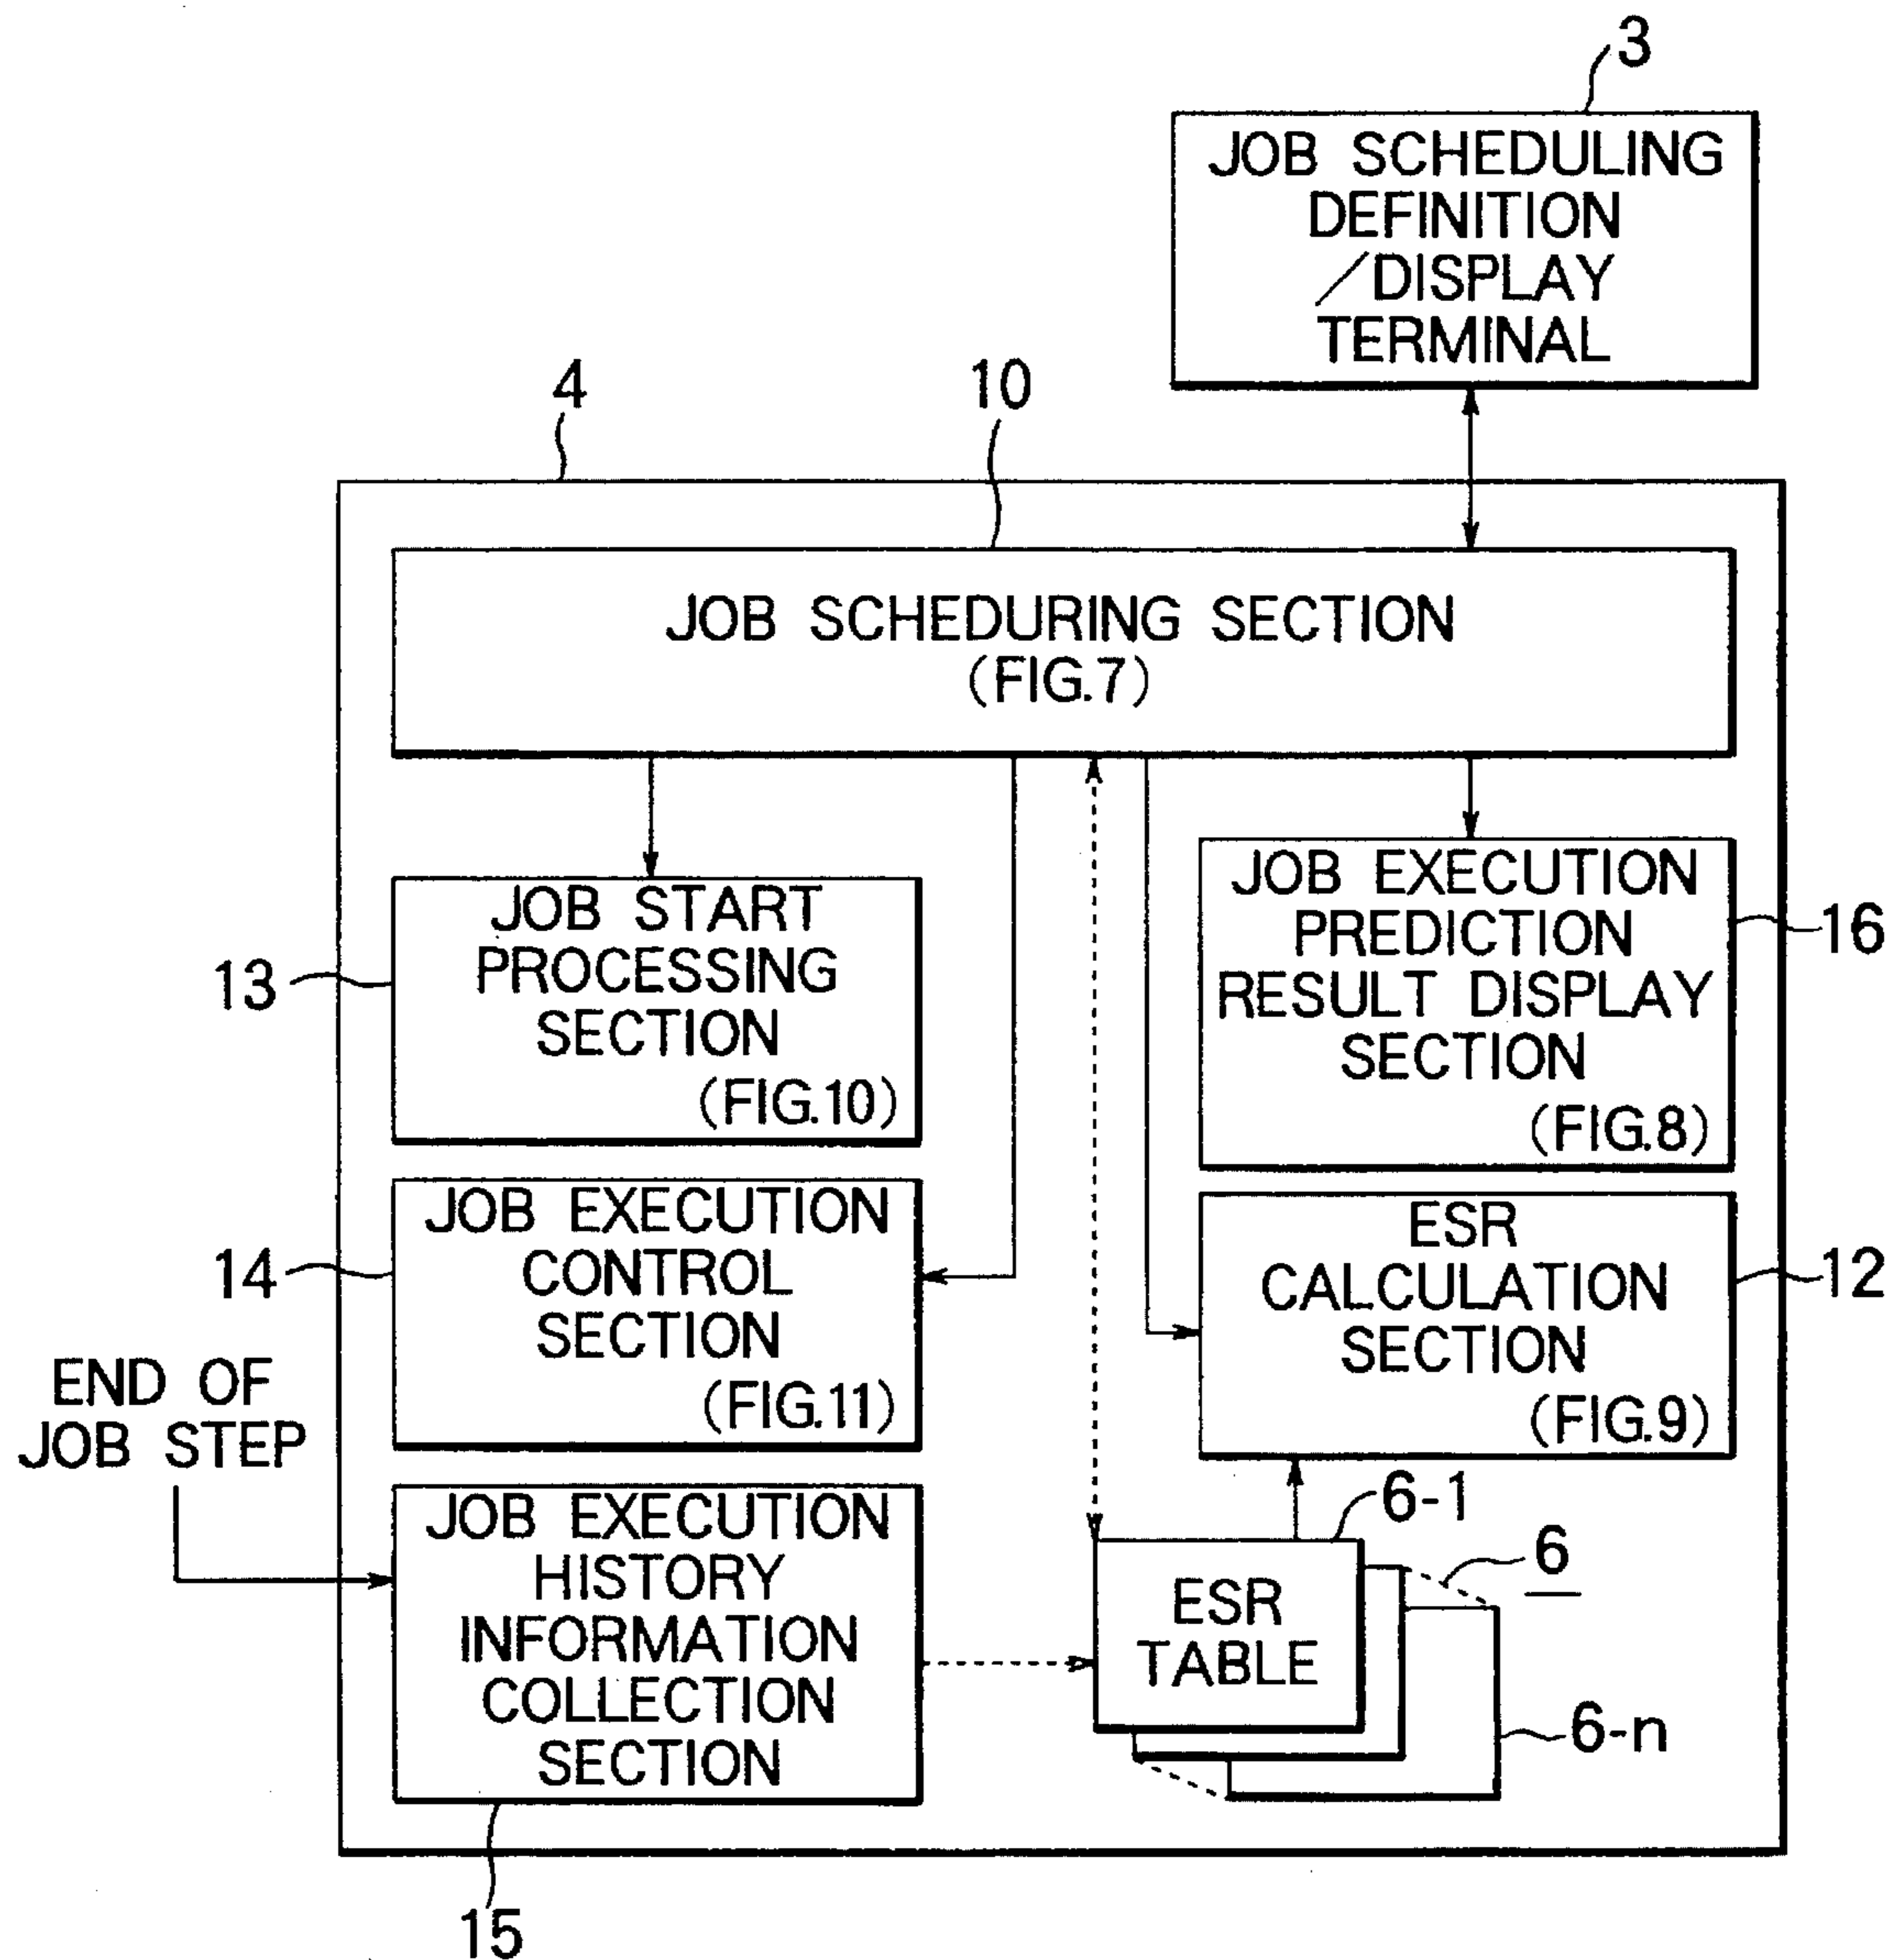 3
JOB SCHEDULING
DEFINITION
/DISPLAY
TERMINAL
4
10
JOB SCHEDURING SECTION
(FIG.7)
JOB START
PROCESSING
SECTION
(FIG.10)
13
JOB EXECUTION
PREDICTION
RESULT DISPLAY
SECTION
(FIG.8)
16
JOB EXECUTION
CONTROL
SECTION
(FIG.11)
14
ESR
CALCULATION
SECTION
(FIG.9)
12
END OF
JOB STEP
JOB EXECUTION
HISTORY
INFORMATION
COLLECTION
SECTION
15
6-1
6
ESR
TABLE
6-n